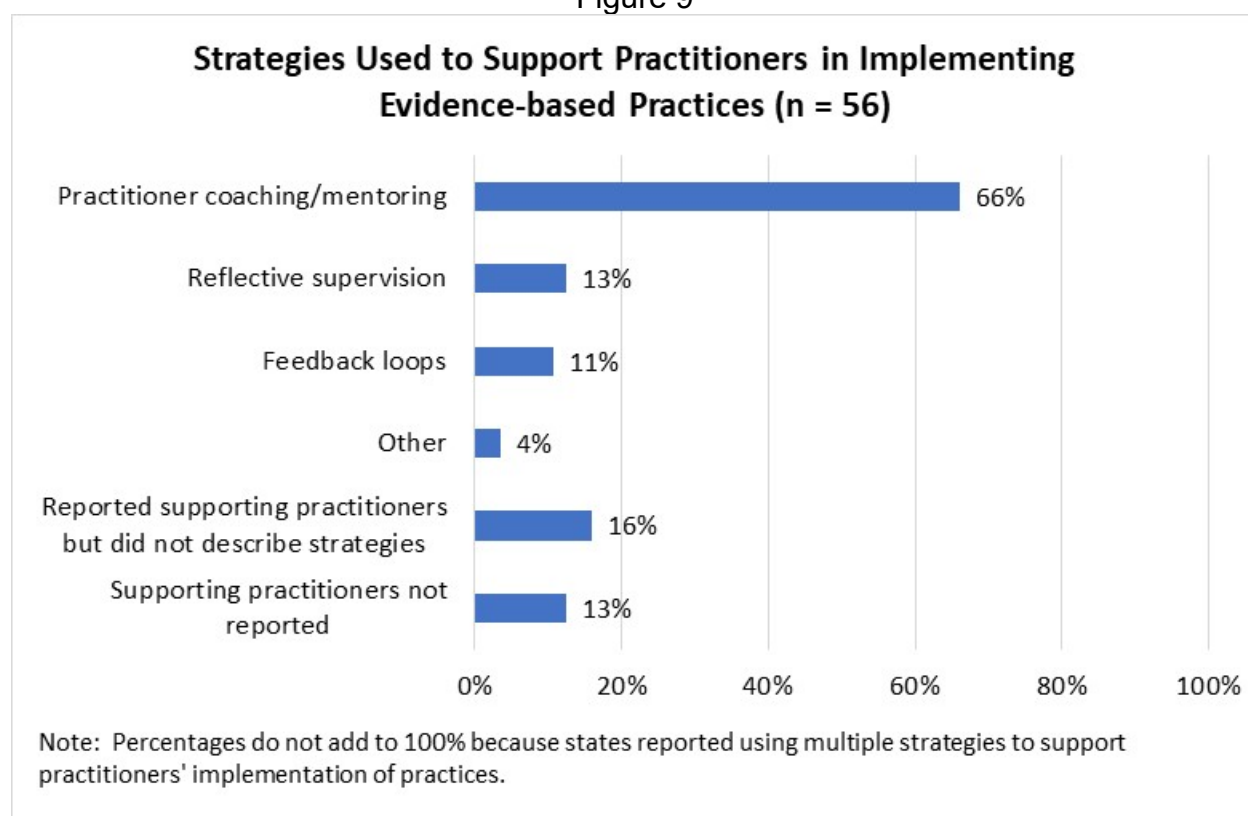 Figure 9
Strategies Used to Support Practitioners in Implementing
Evidence-based Practices (n = 56)
Practitioner coaching/mentoring
66%
Reflective supervision
13%
Feedback loops
11%
Other
4%
Reported supporting practitioners
but did not describe strategies
16%
Supporting practitioners not
reported
13%
0% 20% 40% 60% 80% 100%
Note: Percentages do not add to 100% because states reported using multiple strategies to support
practitioners' implementation of practices.